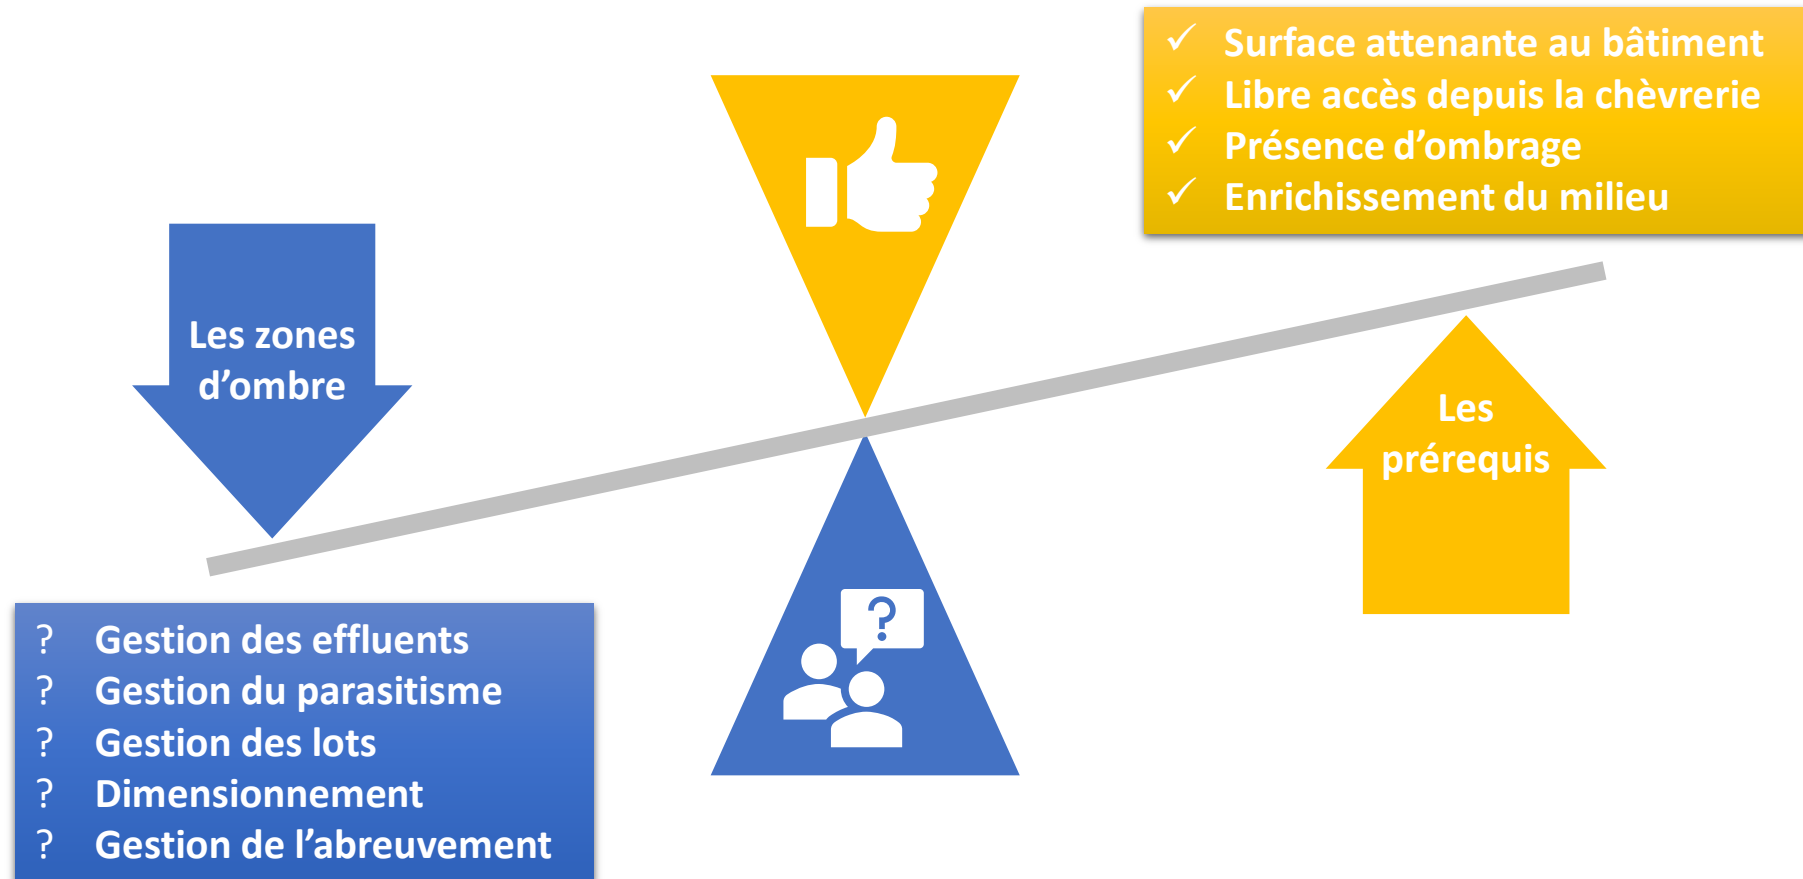 ✓ Surface attenante au bâtiment
✓ Libre accès depuis la chèvrerie
✓ Présence d’ombrage
✓ Enrichissement du milieu
Les zones
d’ombre
Les
prérequis
?
? Gestion des effluents
? Gestion du parasitisme
? Gestion des lots
? Dimensionnement
? Gestion de l’abreuvement